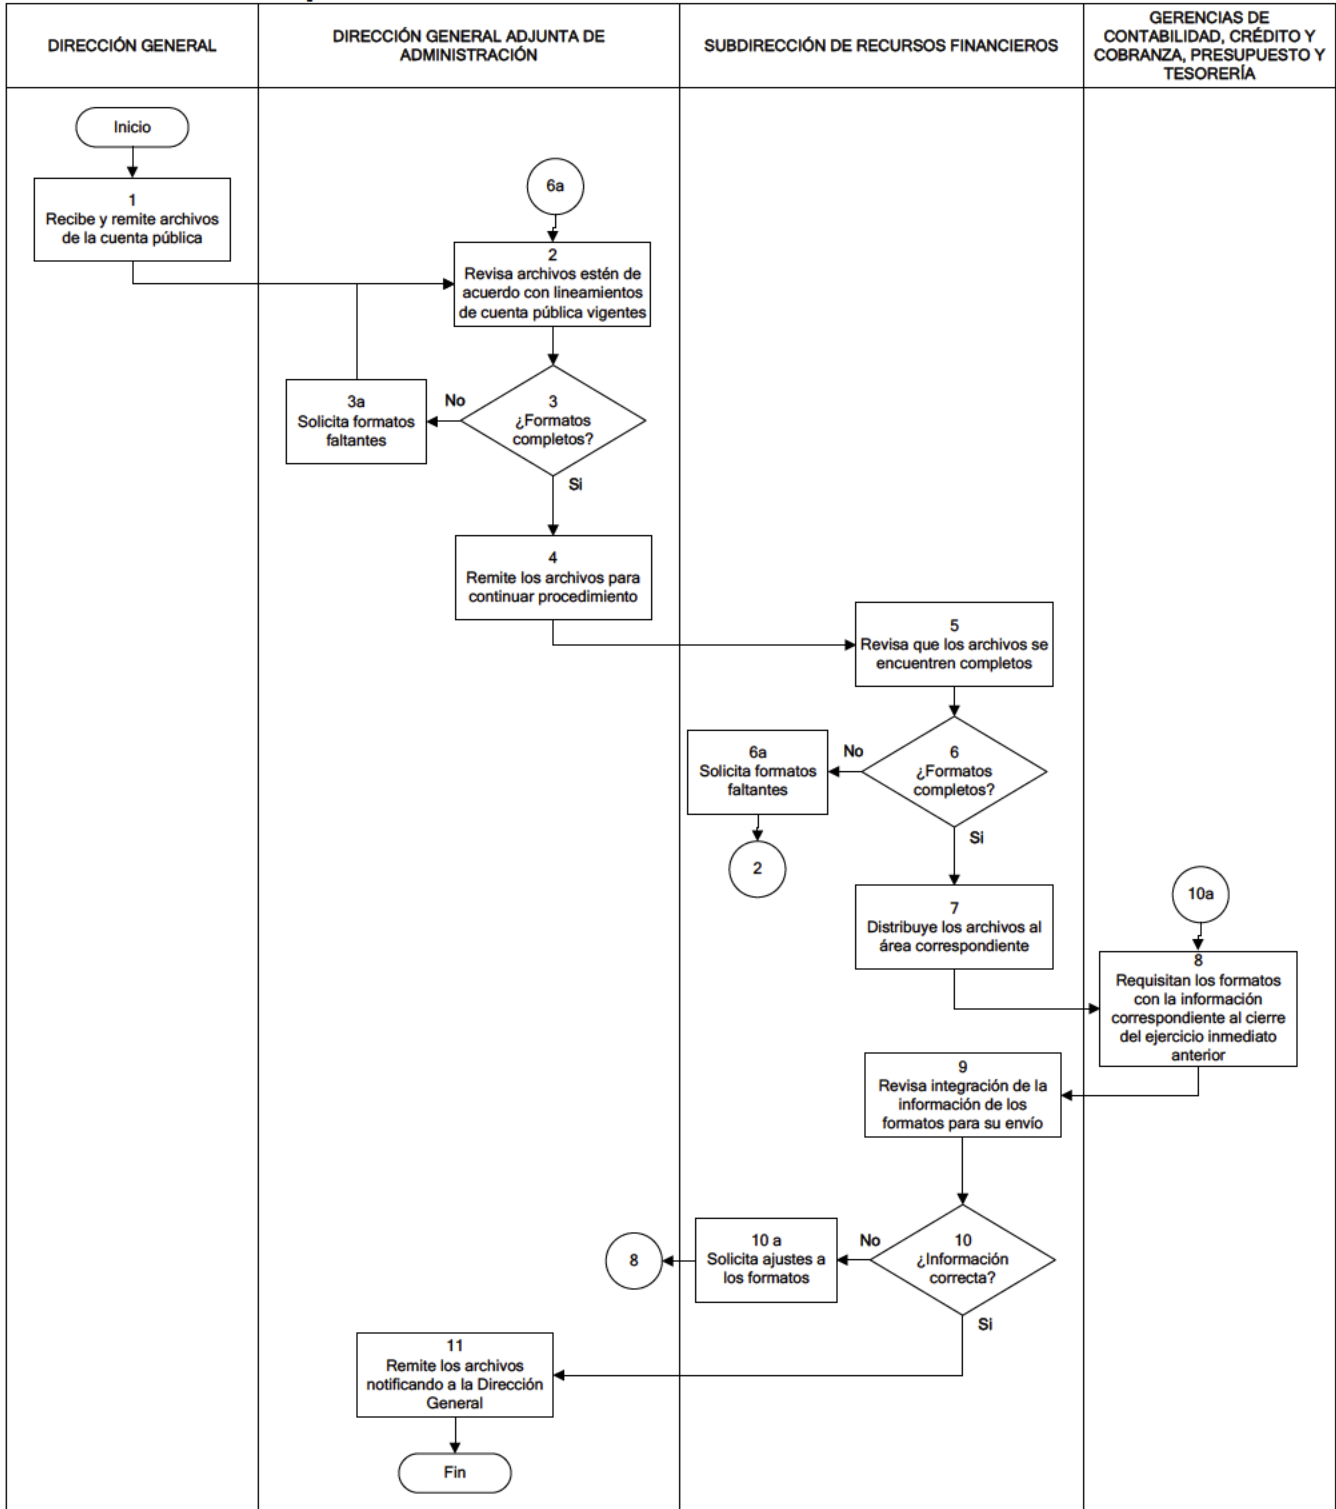 DIRECCIÓN GENERAL
DIRECCIÓN GENERAL ADJUNTA DE
ADMINISTRACIÓN
SUBDIRECCIÓN DE RECURSOS FINANCIEROS
GERENCIAS DE
CONTABILIDAD, CRÉDITO Y
COBRANZA, PRESUPUESTO Y
TESORERÍA
Inicio
1
Recibe y remite archivos
de la cuenta pública
6a
2
Revisa archivos estén de
acuerdo con lineamientos
de cuenta pública vigentes
3
¿Formatos
completos?
No
3a
Solicita formatos
faltantes
Si
4
Remite los archivos para
continuar procedimiento
5
Revisa que los archivos se
encuentren completos
6
¿Formatos
completos?
No
6a
Solicita formatos
faltantes
2
Si
7
Distribuye los archivos al
área correspondiente
10a
8
Requisitan los formatos
con la información
correspondiente al cierre
del ejercicio inmediato
anterior
9
Revisa integración de la
información de los
formatos para su envío
10
¿Información
correcta?
No
10 a
Solicita ajustes a
los formatos
8
Si
11
Remite los archivos
notificando a la Dirección
General
Fin